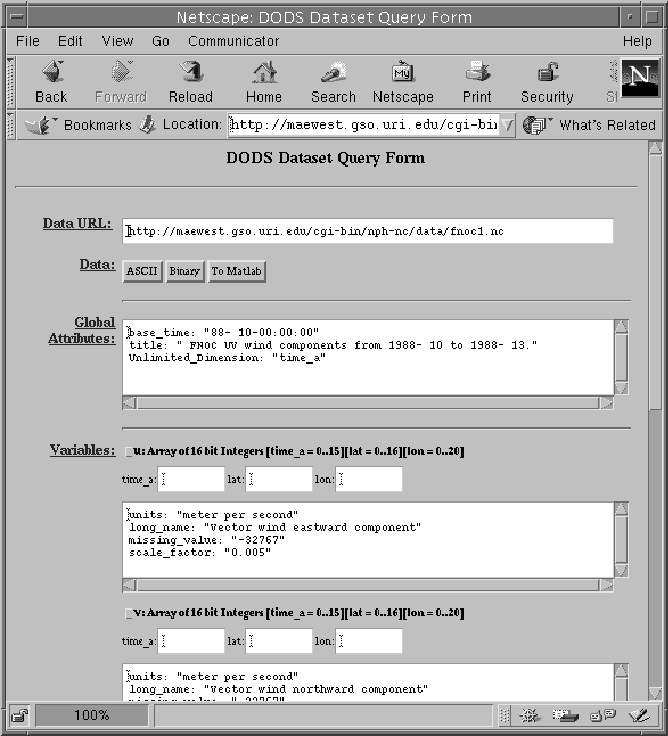 Netscape: DODS Dataset Query Form
File Edit View Go Communicator Help
Back Forward Reload Home Search Netscape Print Security
My
N
Bookmarks Location: http://maewest.gso.uri.edu/cgi-bin What's Related
DODS Dataset Query Form
Data URL: http://maewest.gso.uri.edu/cgi-bin/nph-nc/data/fnoc1.nc
Data: ASCII Binary To Matlab
Global Attributes:
base_time: "88- 10-00:00:00"
title: " FNOC UV wind components from 1988- 10 to 1988- 13."
Unlimited_Dimension: "time_a"
Variables: u: Array of 16 bit Integers [time_a = 0..15][lat = 0..16][lon = 0..20]
time_a: lat: lon:
units: "meter per second"
long_name: "Vector wind eastward component"
missing_value: "-32767"
scale_factor: "0.005"
v: Array of 16 bit Integers [time_a = 0..15][lat = 0..16][lon = 0..20]
time_a: lat: lon:
units: "meter per second"
long_name: "Vector wind northward component"
100%